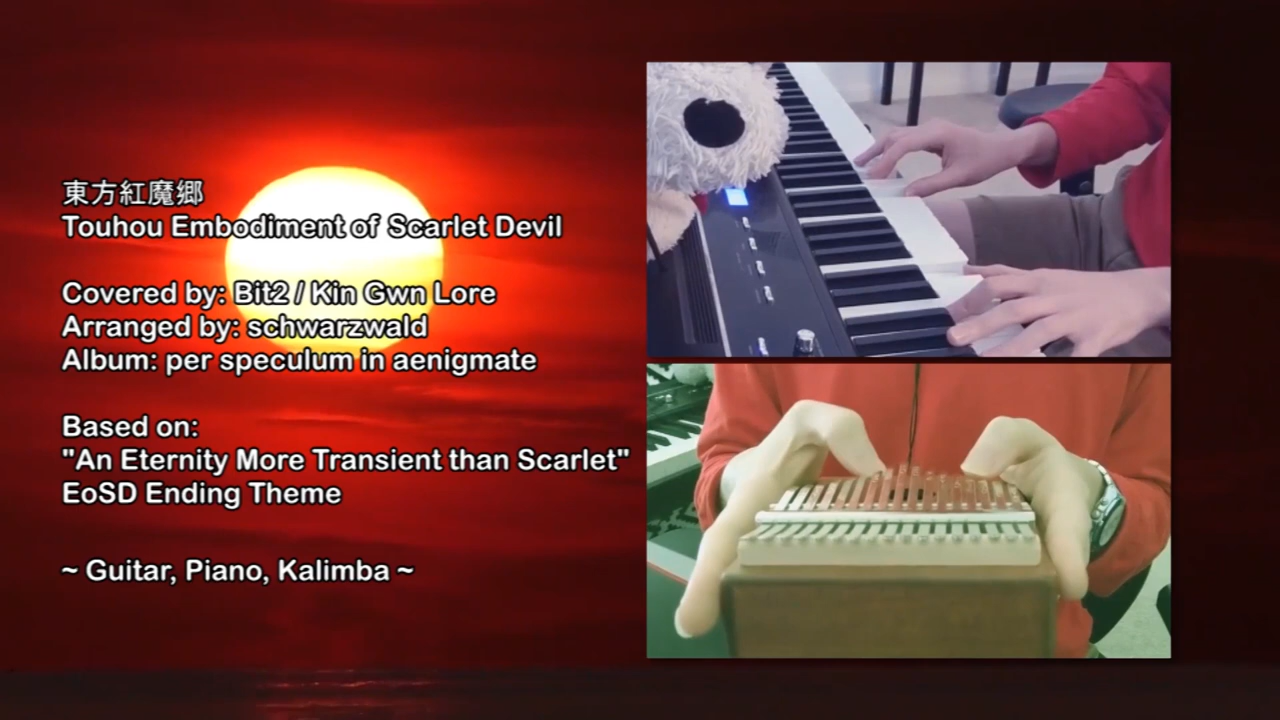 東方紅魔郷
Touhou Embodiment of Scarlet Devil
Covered by: Bit2 / Kin Gwn Lore
Arranged by: schwarzwald
Album: per speculum in aenigmate
Based on:
"An Eternity More Transient than Scarlet"
EoSD Ending Theme
~ Guitar, Piano, Kalimba ~